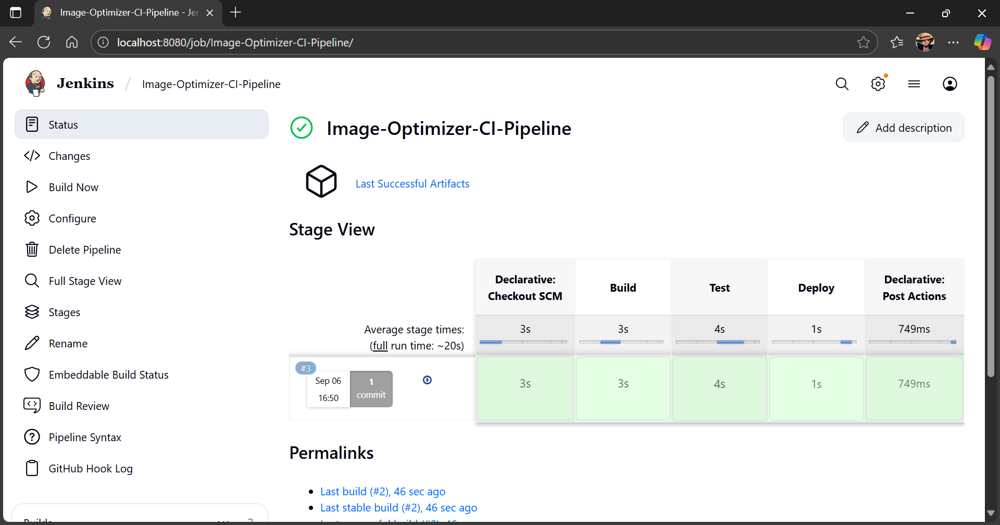 Image-Optimizer-CI-Pipeline - Je
localhost:8080/job/Image-Optimizer-CI-Pipeline/
Jenkins / Image-Optimizer-CI-Pipeline
Status
Changes
Build Now
Configure
Delete Pipeline
Full Stage View
Stages
Rename
Embeddable Build Status
Build Review
Pipeline Syntax
GitHub Hook Log
Builds
Image-Optimizer-CI-Pipeline
Add description
Last Successful Artifacts
Stage View
Declarative: Checkout SCM
Build
Test
Deploy
Declarative: Post Actions
Average stage times:
(full run time: ~20s)
3s
3s
4s
1s
749ms
#3
Sep 06
16:50
1
commit
3s
3s
4s
1s
749ms
Permalinks
Last build (#2), 46 sec ago
Last stable build (#2), 46 sec ago